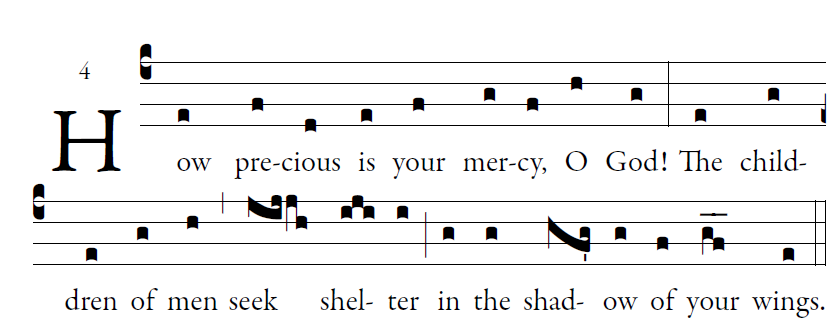 4
How pre-cious is your mer-cy, O God! The child-
dren of men seek shel- ter in the shad- ow of your wings.